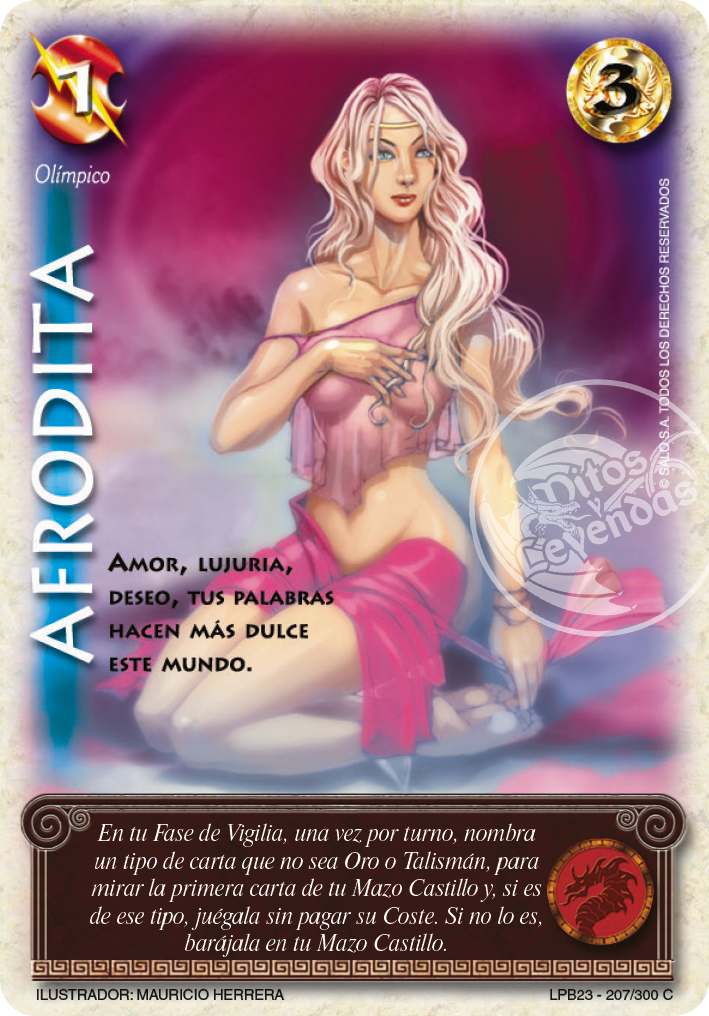 1
3
Olímpico
AFRODITA
© SALO S.A. TODOS LOS DERECHOS RESERVADOS
Mitos
y
Leyendas
AMOR, LUJURIA,
DESEO, TUS PALABRAS
HACEN MÁS DULCE
ESTE MUNDO.
En tu Fase de Vigilia, una vez por turno, nombra
un tipo de carta que no sea Oro o Talismán, para
mirar la primera carta de tu Mazo Castillo y, si es
de ese tipo, juégala sin pagar su Coste. Si no lo es,
barájala en tu Mazo Castillo.
ILUSTRADOR: MAURICIO HERRERA
LPB23 - 207/300 C